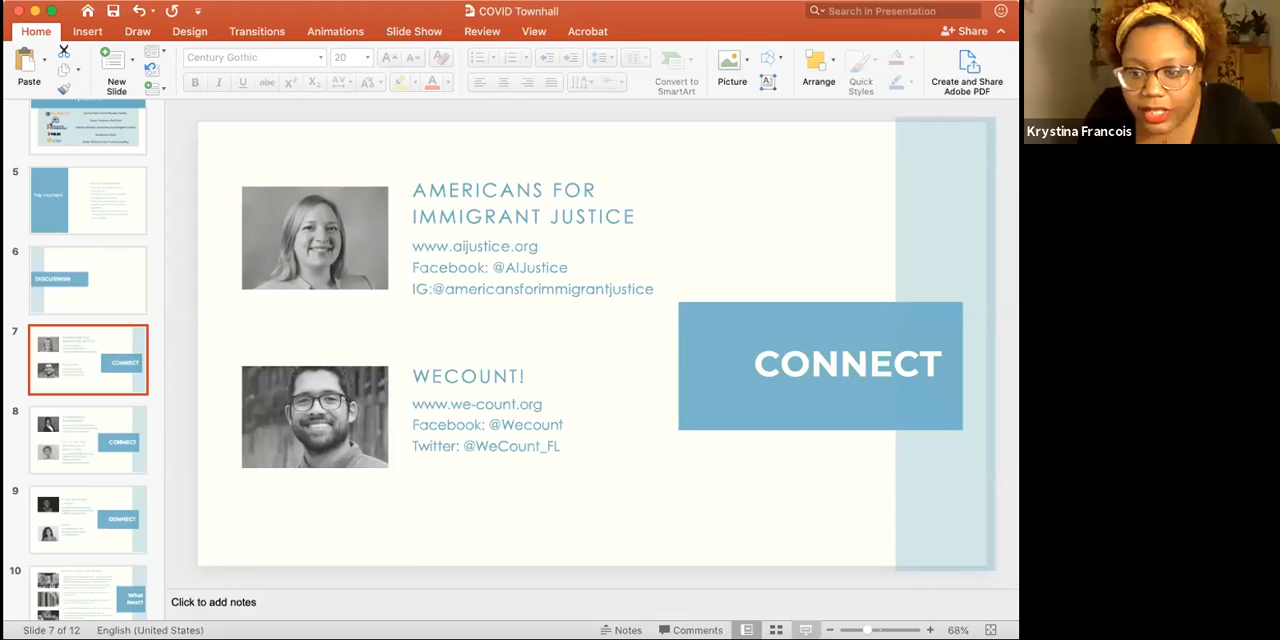 COVID Townhall
Search in Presentation
Home Insert Draw Design Transitions Animations Slide Show Review View Acrobat Share
Century Gothic 20
Paste New Slide Convert to SmartArt Picture Arrange Quick Styles Create and Share Adobe PDF
Krystina Francois
5
This moment
6
DISCUSSION
7
CONNECT
8
CONNECT
9
CONNECT
10
What Next?
AMERICANS FOR
IMMIGRANT JUSTICE
www.aijustice.org
Facebook: @AIJustice
IG:@americansforimmigrantjustice
WECOUNT!
www.we-count.org
Facebook: @Wecount
Twitter: @WeCount_FL
CONNECT
Click to add notes
Slide 7 of 12 English (United States) Notes Comments 68%